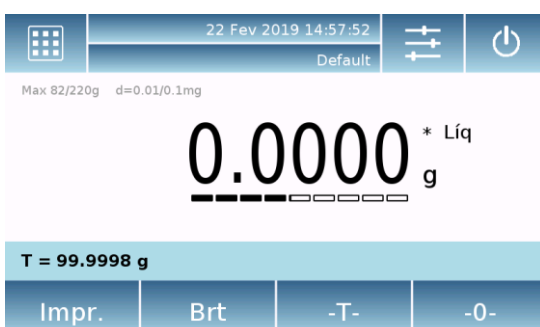 22 Fev 2019 14:57:52
Default
Max 82/220g d=0.01/0.1mg
0.0000 * Líq
g
T = 99.9998 g
Impr. Brt -T- -0-